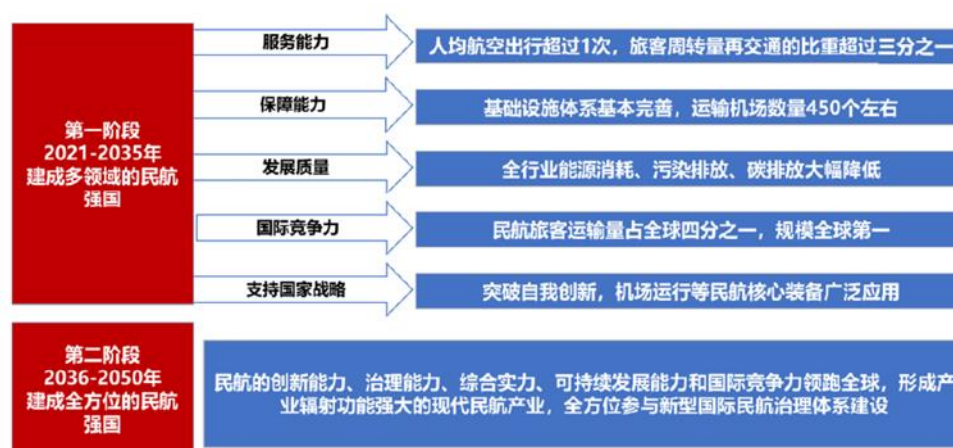 服务能力
人均航空出行超过1次，旅客周转量再交通的比重超过三分之一
保障能力
基础设施体系基本完善，运输机场数量450个左右
第一阶段
2021-2035年
建成多领域的民航
强国
发展质量
全行业能源消耗、污染排放、碳排放大幅降低
国际竞争力
民航旅客运输量占全球四分之一，规模全球第一
支持国家战略
突破自我创新，机场运行等民航核心装备广泛应用
第二阶段
2036-2050年
建成全方位的民航
强国
民航的创新能力、治理能力、综合实力、可持续发展能力和国际竞争力领跑全球，形成产
业辐射功能强大的现代民航产业，全方位参与新型国际民航治理体系建设